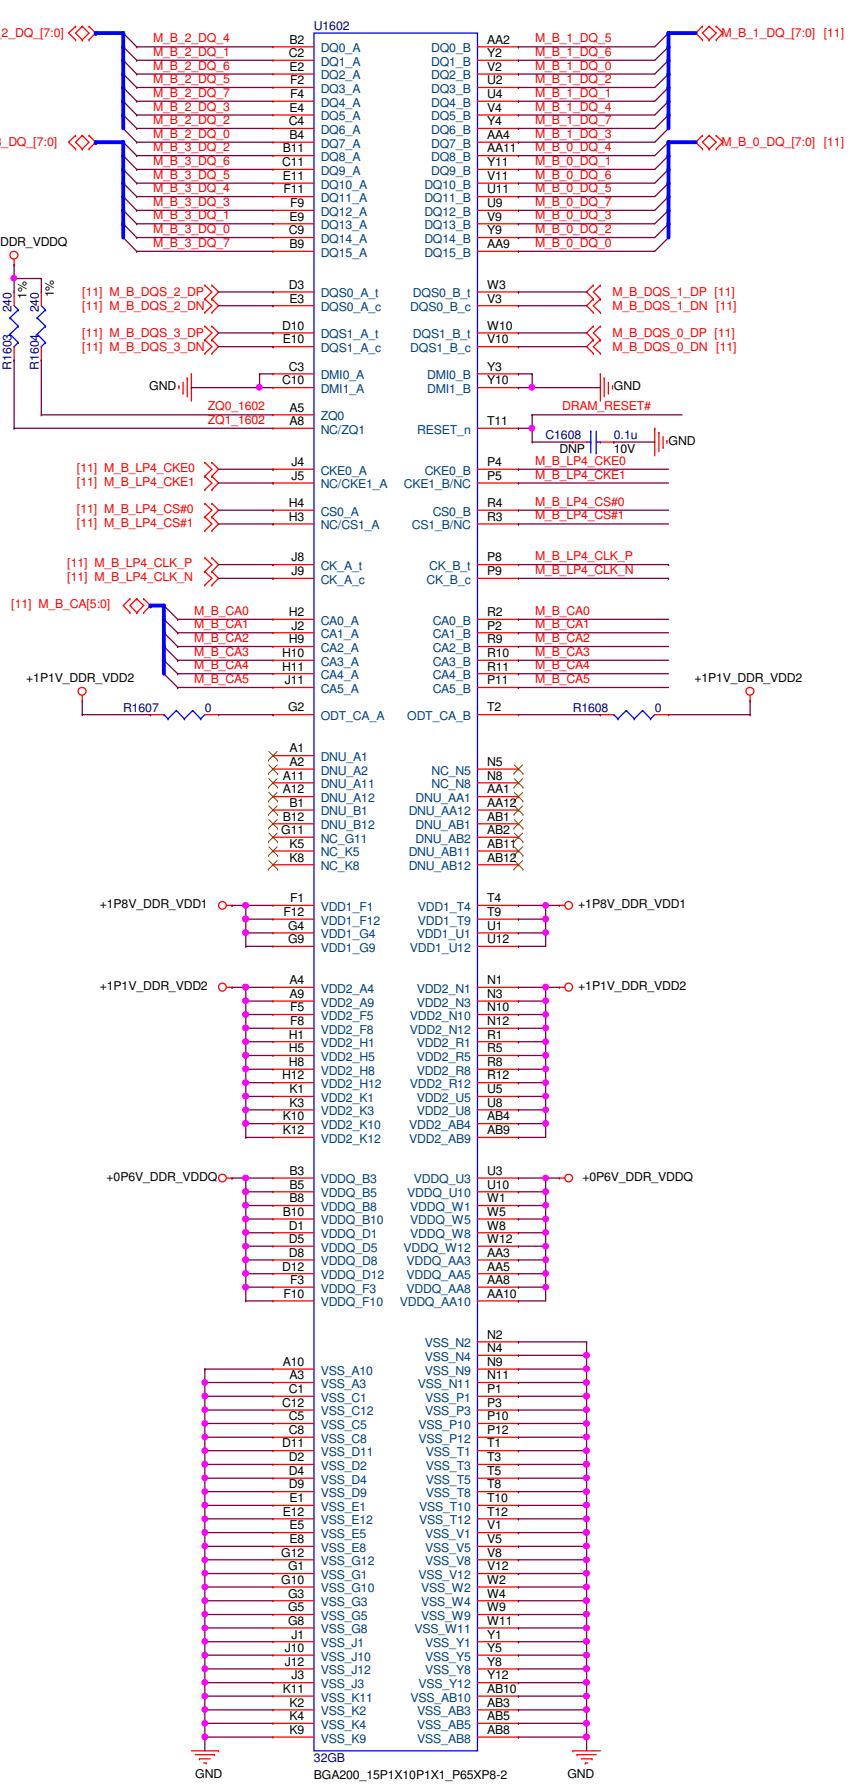 U1602
2_DQ_[7:0] M_B_2_DQ_4 B2 DQ0_A DQ0_B AA2 M_B_1_DQ_5 M_B_1_DQ_[7:0] [11]
M_B_2_DQ_1 C2 DQ1_A DQ1_B Y2 M_B_1_DQ_6
M_B_2_DQ_6 E2 DQ2_A DQ2_B V2 M_B_1_DQ_0
M_B_2_DQ_5 F2 DQ3_A DQ3_B U2 M_B_1_DQ_2
M_B_2_DQ_7 F4 DQ4_A DQ4_B U4 M_B_1_DQ_1
M_B_2_DQ_3 E4 DQ5_A DQ5_B V4 M_B_1_DQ_4
M_B_2_DQ_2 C4 DQ6_A DQ6_B Y4 M_B_1_DQ_7
M_B_2_DQ_0 B4 DQ7_A DQ7_B AA4 M_B_1_DQ_3
_DQ_[7:0] M_B_3_DQ_2 B11 DQ8_A DQ8_B AA11 M_B_0_DQ_4 M_B_0_DQ_[7:0] [11]
M_B_3_DQ_6 C11 DQ9_A DQ9_B Y11 M_B_0_DQ_1
M_B_3_DQ_5 E11 DQ10_A DQ10_B V11 M_B_0_DQ_6
M_B_3_DQ_4 F11 DQ11_A DQ11_B U11 M_B_0_DQ_5
M_B_3_DQ_3 F9 DQ12_A DQ12_B U9 M_B_0_DQ_7
M_B_3_DQ_1 E9 DQ13_A DQ13_B V9 M_B_0_DQ_3
M_B_3_DQ_0 C9 DQ14_A DQ14_B Y9 M_B_0_DQ_2
M_B_3_DQ_7 B9 DQ15_A DQ15_B AA9 M_B_0_DQ_0
DDR_VDDQ
R1603 240 1%
R1604 240 1%
[11] M_B_DQS_2_DP D3 DQS0_A_t DQS0_B_t W3 M_B_DQS_1_DP [11]
[11] M_B_DQS_2_DN E3 DQS0_A_c DQS0_B_c V3 M_B_DQS_1_DN [11]
[11] M_B_DQS_3_DP D10 DQS1_A_t DQS1_B_t W10 M_B_DQS_0_DP [11]
[11] M_B_DQS_3_DN E10 DQS1_A_c DQS1_B_c V10 M_B_DQS_0_DN [11]
C3 DMI0_A DMI0_B Y3
GND C10 DMI1_A DMI1_B Y10 GND
ZQ0_1602 A5 ZQ0 DRAM_RESET#
ZQ1_1602 A8 NC/ZQ1 RESET_n T11
C1608 0.1u GND
DNP 10V
[11] M_B_LP4_CKE0 J4 CKE0_A CKE0_B P4 M_B_LP4_CKE0
[11] M_B_LP4_CKE1 J5 NC/CKE1_A CKE1_B/NC P5 M_B_LP4_CKE1
[11] M_B_LP4_CS#0 H4 CS0_A CS0_B R4 M_B_LP4_CS#0
[11] M_B_LP4_CS#1 H3 NC/CS1_A CS1_B/NC R3 M_B_LP4_CS#1
[11] M_B_LP4_CLK_P J8 CK_A_t CK_B_t P8 M_B_LP4_CLK_P
[11] M_B_LP4_CLK_N J9 CK_A_c CK_B_c P9 M_B_LP4_CLK_N
[11] M_B_CA[5:0] M_B_CA0 H2 CA0_A CA0_B R2 M_B_CA0
M_B_CA1 J2 CA1_A CA1_B P2 M_B_CA1
M_B_CA2 H9 CA2_A CA2_B R9 M_B_CA2
M_B_CA3 H10 CA3_A CA3_B R10 M_B_CA3
M_B_CA4 H11 CA4_A CA4_B R11 M_B_CA4
M_B_CA5 J11 CA5_A CA5_B P11 M_B_CA5
+1P1V_DDR_VDD2 +1P1V_DDR_VDD2
R1607 0 G2 ODT_CA_A ODT_CA_B T2 R1608 0
A1 DNU_A1
A2 DNU_A2 NC_N5 N5
A11 DNU_A11 NC_N8 N8
A12 DNU_A12 DNU_AA1 AA1
B1 DNU_B1 DNU_AA12 AA12
B12 DNU_B12 DNU_AB1 AB1
G11 NC_G11 DNU_AB2 AB2
K5 NC_K5 DNU_AB11 AB11
K8 NC_K8 DNU_AB12 AB12
+1P8V_DDR_VDD1 F1 VDD1_F1 VDD1_T4 T4 +1P8V_DDR_VDD1
F12 VDD1_F12 VDD1_T9 T9
G4 VDD1_G4 VDD1_U1 U1
G9 VDD1_G9 VDD1_U12 U12
+1P1V_DDR_VDD2 A4 VDD2_A4 VDD2_N1 N1 +1P1V_DDR_VDD2
A9 VDD2_A9 VDD2_N3 N3
F5 VDD2_F5 VDD2_N10 N10
F8 VDD2_F8 VDD2_N12 N12
H1 VDD2_H1 VDD2_R1 R1
H5 VDD2_H5 VDD2_R5 R5
H8 VDD2_H8 VDD2_R8 R8
H12 VDD2_H12 VDD2_R12 R12
K1 VDD2_K1 VDD2_U5 U5
K3 VDD2_K3 VDD2_U8 U8
K10 VDD2_K10 VDD2_AB4 AB4
K12 VDD2_K12 VDD2_AB9 AB9
+0P6V_DDR_VDDQ B3 VDDQ_B3 VDDQ_U3 U3 +0P6V_DDR_VDDQ
B5 VDDQ_B5 VDDQ_U10 U10
B8 VDDQ_B8 VDDQ_W1 W1
B10 VDDQ_B10 VDDQ_W5 W5
D1 VDDQ_D1 VDDQ_W8 W8
D5 VDDQ_D5 VDDQ_W12 W12
D8 VDDQ_D8 VDDQ_AA3 AA3
D12 VDDQ_D12 VDDQ_AA5 AA5
F3 VDDQ_F3 VDDQ_AA8 AA8
F10 VDDQ_F10 VDDQ_AA10 AA10
VSS_N2 N2
VSS_N4 N4
A10 VSS_A10 VSS_N9 N9
A3 VSS_A3 VSS_N11 N11
C1 VSS_C1 VSS_P1 P1
C12 VSS_C12 VSS_P3 P3
C5 VSS_C5 VSS_P10 P10
C8 VSS_C8 VSS_P12 P12
D11 VSS_D11 VSS_T1 T1
D2 VSS_D2 VSS_T3 T3
D4 VSS_D4 VSS_T5 T5
D9 VSS_D9 VSS_T8 T8
E1 VSS_E1 VSS_T10 T10
E12 VSS_E12 VSS_T12 T12
E5 VSS_E5 VSS_V1 V1
E8 VSS_E8 VSS_V5 V5
G12 VSS_G12 VSS_V8 V8
G1 VSS_G1 VSS_V12 V12
G10 VSS_G10 VSS_W2 W2
G3 VSS_G3 VSS_W4 W4
G5 VSS_G5 VSS_W9 W9
G8 VSS_G8 VSS_W11 W11
J1 VSS_J1 VSS_Y1 Y1
J10 VSS_J10 VSS_Y5 Y5
J12 VSS_J12 VSS_Y8 Y8
J3 VSS_J3 VSS_Y12 Y12
K11 VSS_K11 VSS_AB10 AB10
K2 VSS_K2 VSS_AB3 AB3
K4 VSS_K4 VSS_AB5 AB5
K9 VSS_K9 VSS_AB8 AB8
32GB
GND BGA200_15P1X10P1X1_P65XP8-2 GND